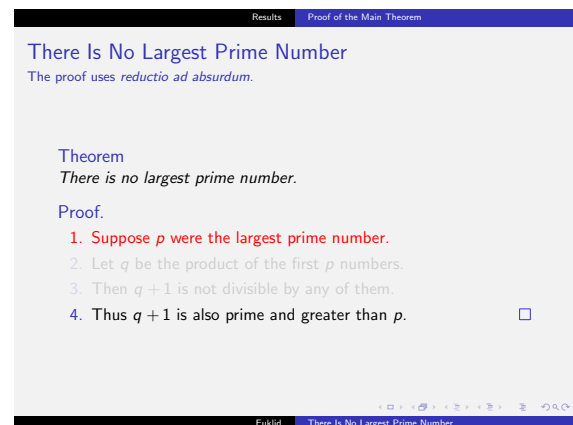 Results Proof of the Main Theorem
There Is No Largest Prime Number
The proof uses reductio ad absurdum.
Theorem
There is no largest prime number.
Proof.
1. Suppose p were the largest prime number.
2. Let q be the product of the first p numbers.
3. Then q + 1 is not divisible by any of them.
4. Thus q + 1 is also prime and greater than p. □
Euklid There Is No Largest Prime Number